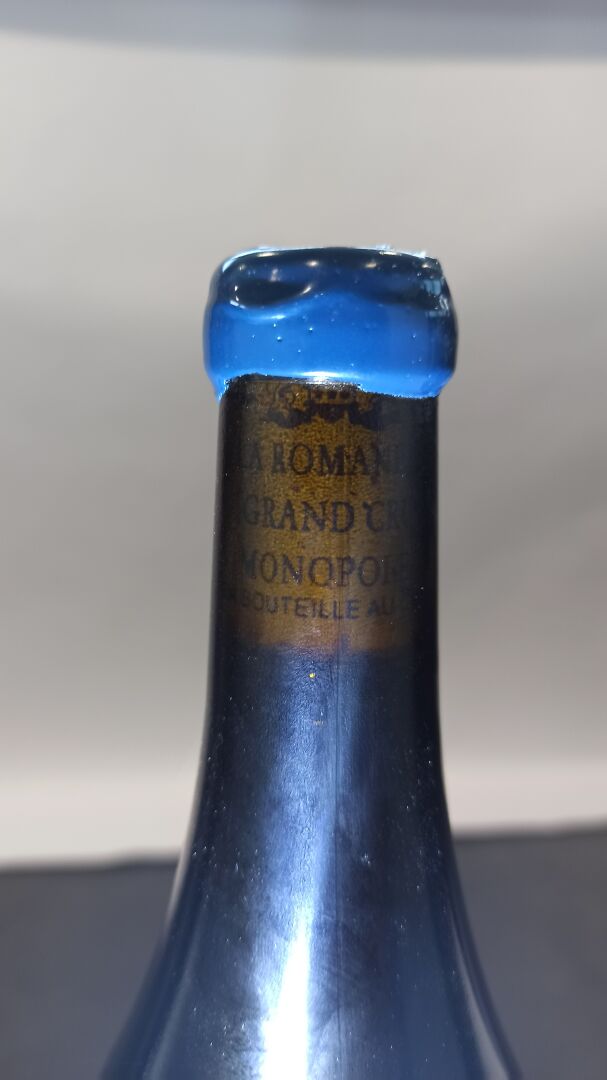 LA ROMAN
GRAND CR
MONOPOL
BOUTEILLE AU